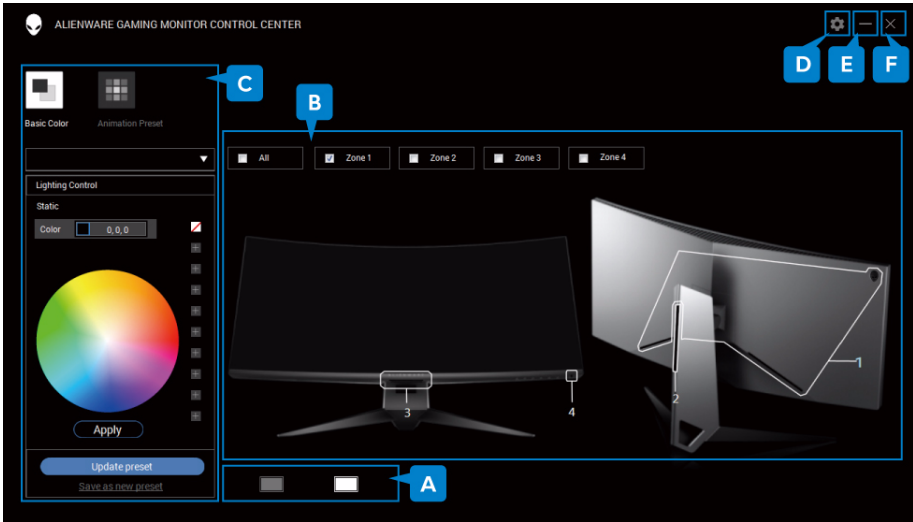 ALIENWARE GAMING MONITOR CONTROL CENTER
D E F
C
B
Basic Color Animation Preset
All Zone 1 Zone 2 Zone 3 Zone 4
Lighting Control
Static
Color 0, 0, 0
1
2
3 4
Apply
Update preset
Save as new preset
A